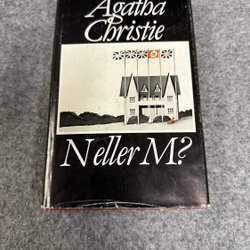 Agatha
Christie
N eller M?